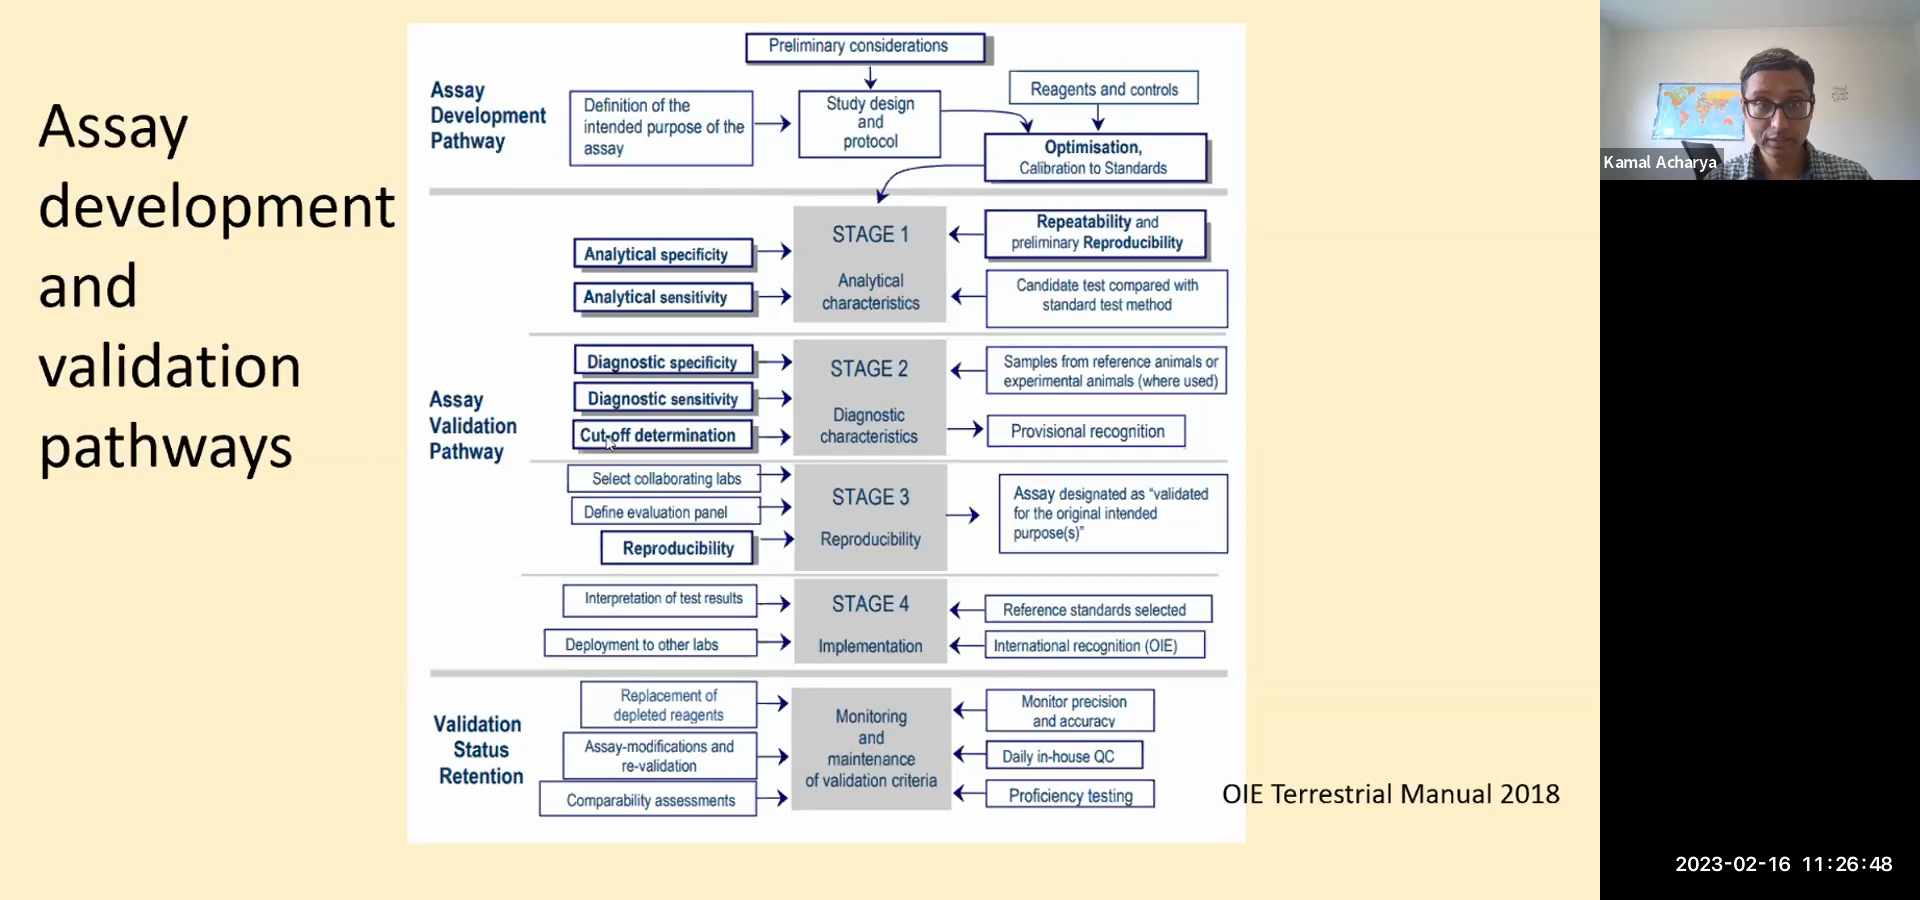 Assay
development
and
validation
pathways
Preliminary considerations
Assay
Development
Pathway
Definition of the
intended purpose of the
assay
Study design
and
protocol
Reagents and controls
Optimisation,
Calibration to Standards
STAGE 1
Analytical
characteristics
Analytical specificity
Analytical sensitivity
Repeatability and
preliminary Reproducibility
Candidate test compared with
standard test method
Assay
Validation
Pathway
Diagnostic specificity
Diagnostic sensitivity
Cut-off determination
STAGE 2
Diagnostic
characteristics
Samples from reference animals or
experimental animals (where used)
Provisional recognition
Select collaborating labs
Define evaluation panel
Reproducibility
STAGE 3
Reproducibility
Assay designated as “validated
for the original intended
purpose(s)”
Interpretation of test results
Deployment to other labs
STAGE 4
Implementation
Reference standards selected
International recognition (OIE)
Validation
Status
Retention
Replacement of
depleted reagents
Assay-modifications and
re-validation
Comparability assessments
Monitoring
and
maintenance
of validation criteria
Monitor precision
and accuracy
Daily in-house QC
Proficiency testing
OIE Terrestrial Manual 2018
Kamal Acharya
2023-02-16 11:26:48